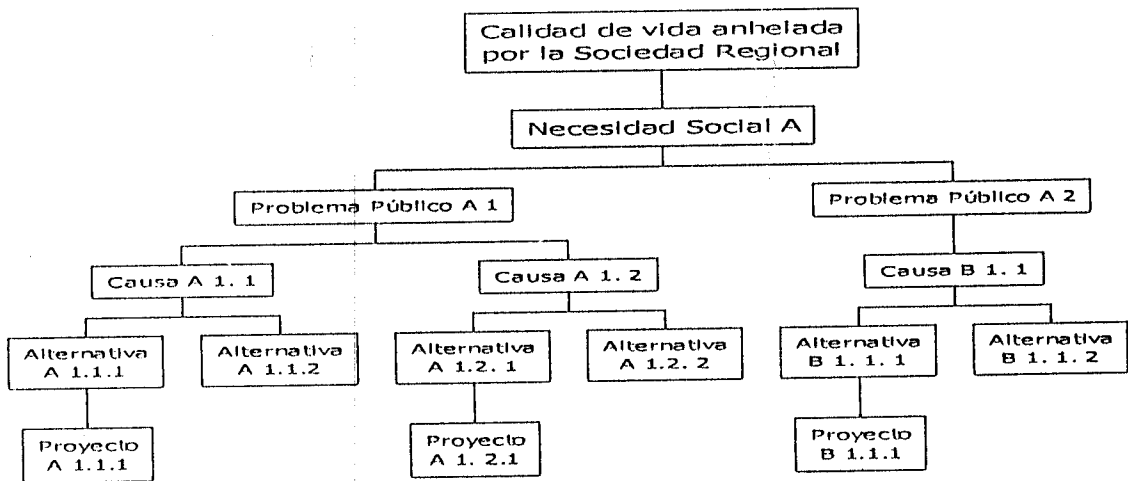 Calidad de vida anhelada
por la Sociedad Regional
Necesidad Social A
Problema Público A 1
Problema Público A 2
Causa A 1. 1
Causa A 1. 2
Causa B 1. 1
Alternativa
A 1.1.1
Alternativa
A 1.1.2
Alternativa
A 1.2. 1
Alternativa
A 1.2. 2
Alternativa
B 1. 1. 1
Alternativa
B 1. 1. 2
Proyecto
A 1.1.1
Proyecto
A 1. 2.1
Proyecto
B 1.1.1